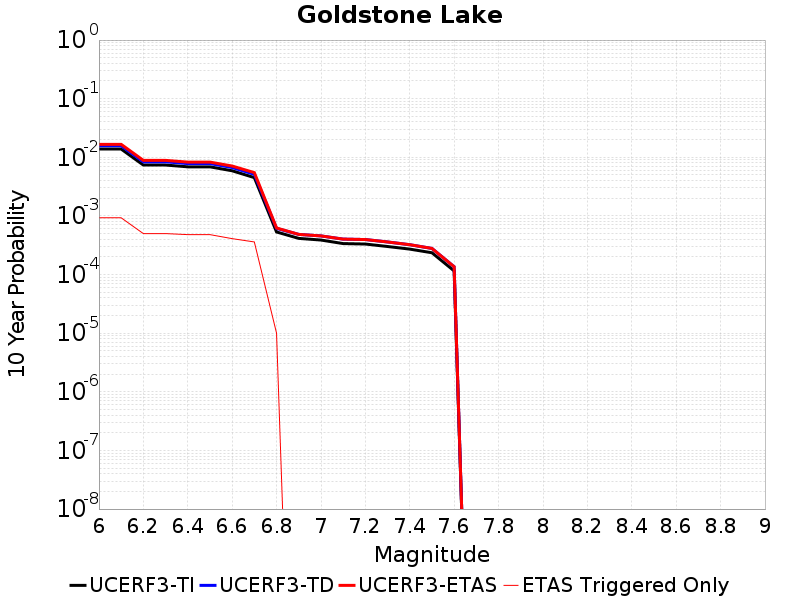 Goldstone Lake
10 Year Probability
10^0
10^-1
10^-2
10^-3
10^-4
10^-5
10^-6
10^-7
10^-8
6 6.2 6.4 6.6 6.8 7 7.2 7.4 7.6 7.8 8 8.2 8.4 8.6 8.8 9
Magnitude
UCERF3-TI UCERF3-TD UCERF3-ETAS ETAS Triggered Only